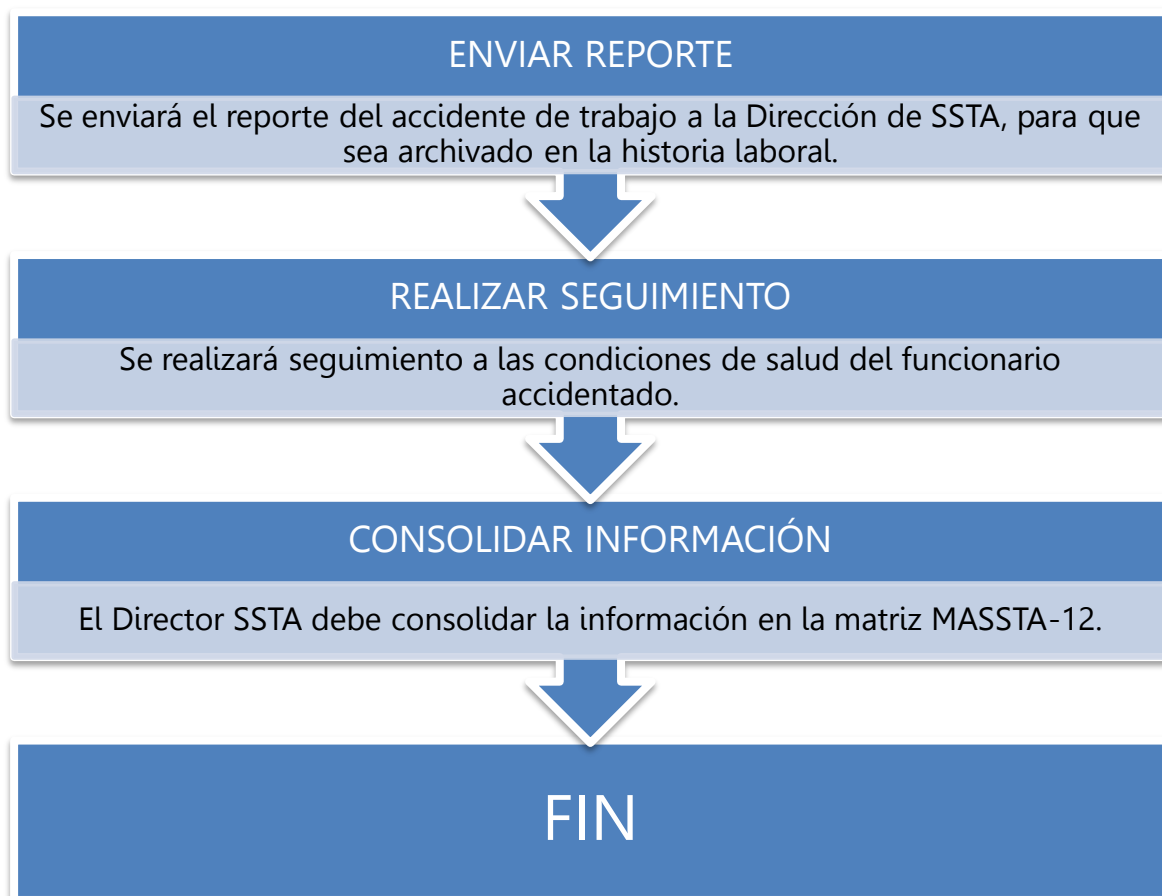 ENVIAR REPORTE
Se enviará el reporte del accidente de trabajo a la Dirección de SSTA, para que
sea archivado en la historia laboral.
REALIZAR SEGUIMIENTO
Se realizará seguimiento a las condiciones de salud del funcionario
accidentado.
CONSOLIDAR INFORMACIÓN
El Director SSTA debe consolidar la información en la matriz MASSTA-12.
FIN